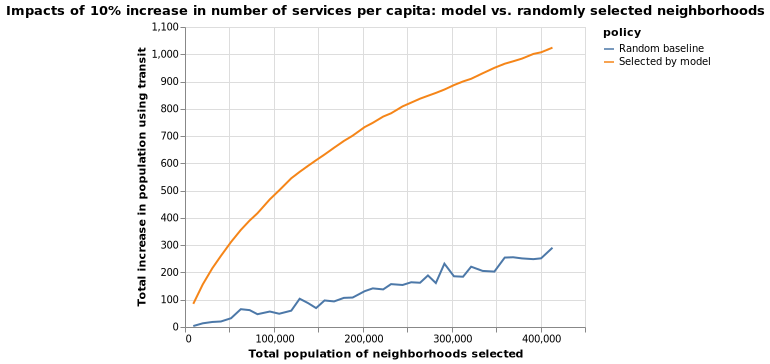 Impacts of 10% increase in number of services per capita: model vs. randomly selected neighborhoods
policy
Random baseline
Selected by model
Total increase in population using transit
1,100
1,000
900
800
700
600
500
400
300
200
100
0
0 100,000 200,000 300,000 400,000
Total population of neighborhoods selected